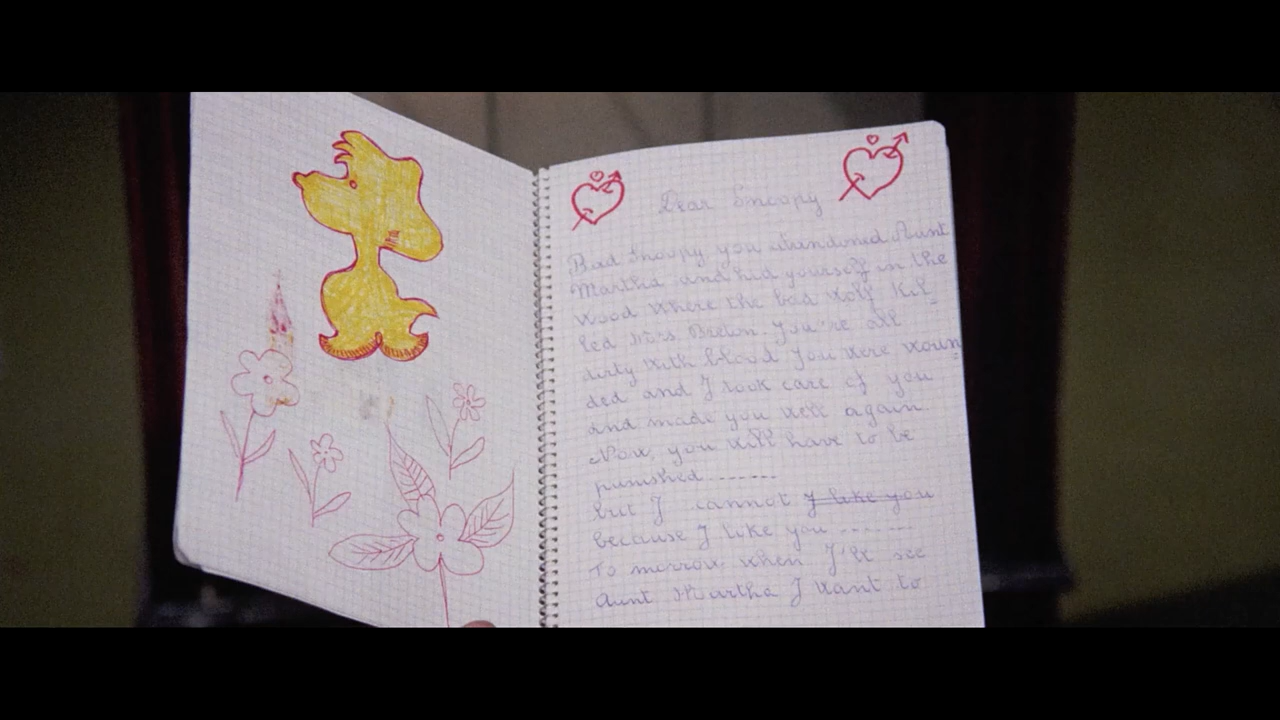 Dear Snoopy
Bad Snoopy you abandoned Aunt
Martha and hid yourself in the
wood where the bad wolf kil-
led Mrs. Brown. You're all
dirty with blood you were woun-
ded and I took care of you
and made you well again.
Now, you will have to be
punished.......
but I cannot I like you
because I like you ........
To morrow when I'll see
Aunt Martha I want to